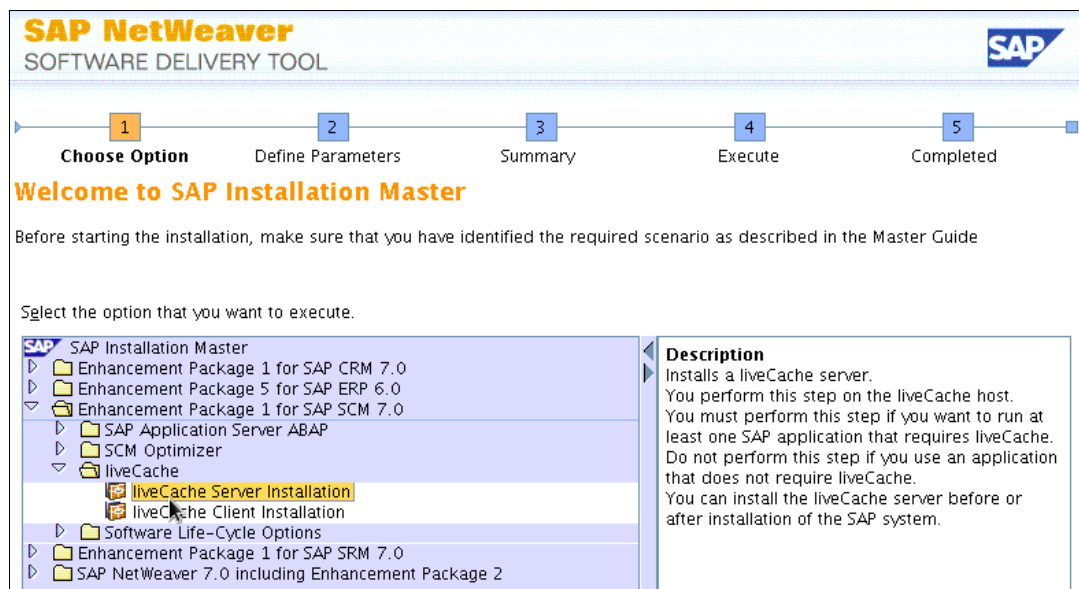 SAP NetWeaver
SOFTWARE DELIVERY TOOL
SAP
1 2 3 4 5
Choose Option Define Parameters Summary Execute Completed
Welcome to SAP Installation Master
Before starting the installation, make sure that you have identified the required scenario as described in the Master Guide
Select the option that you want to execute.
SAP SAP Installation Master
Enhancement Package 1 for SAP CRM 7.0
Enhancement Package 5 for SAP ERP 6.0
Enhancement Package 1 for SAP SCM 7.0
SAP Application Server ABAP
SCM Optimizer
liveCache
liveCache Server Installation
liveCache Client Installation
Software Life-Cycle Options
Enhancement Package 1 for SAP SRM 7.0
SAP NetWeaver 7.0 including Enhancement Package 2
Description
Installs a liveCache server.
You perform this step on the liveCache host.
You must perform this step if you want to run at
least one SAP application that requires liveCache.
Do not perform this step if you use an application
that does not require liveCache.
You can install the liveCache server before or
after installation of the SAP system.